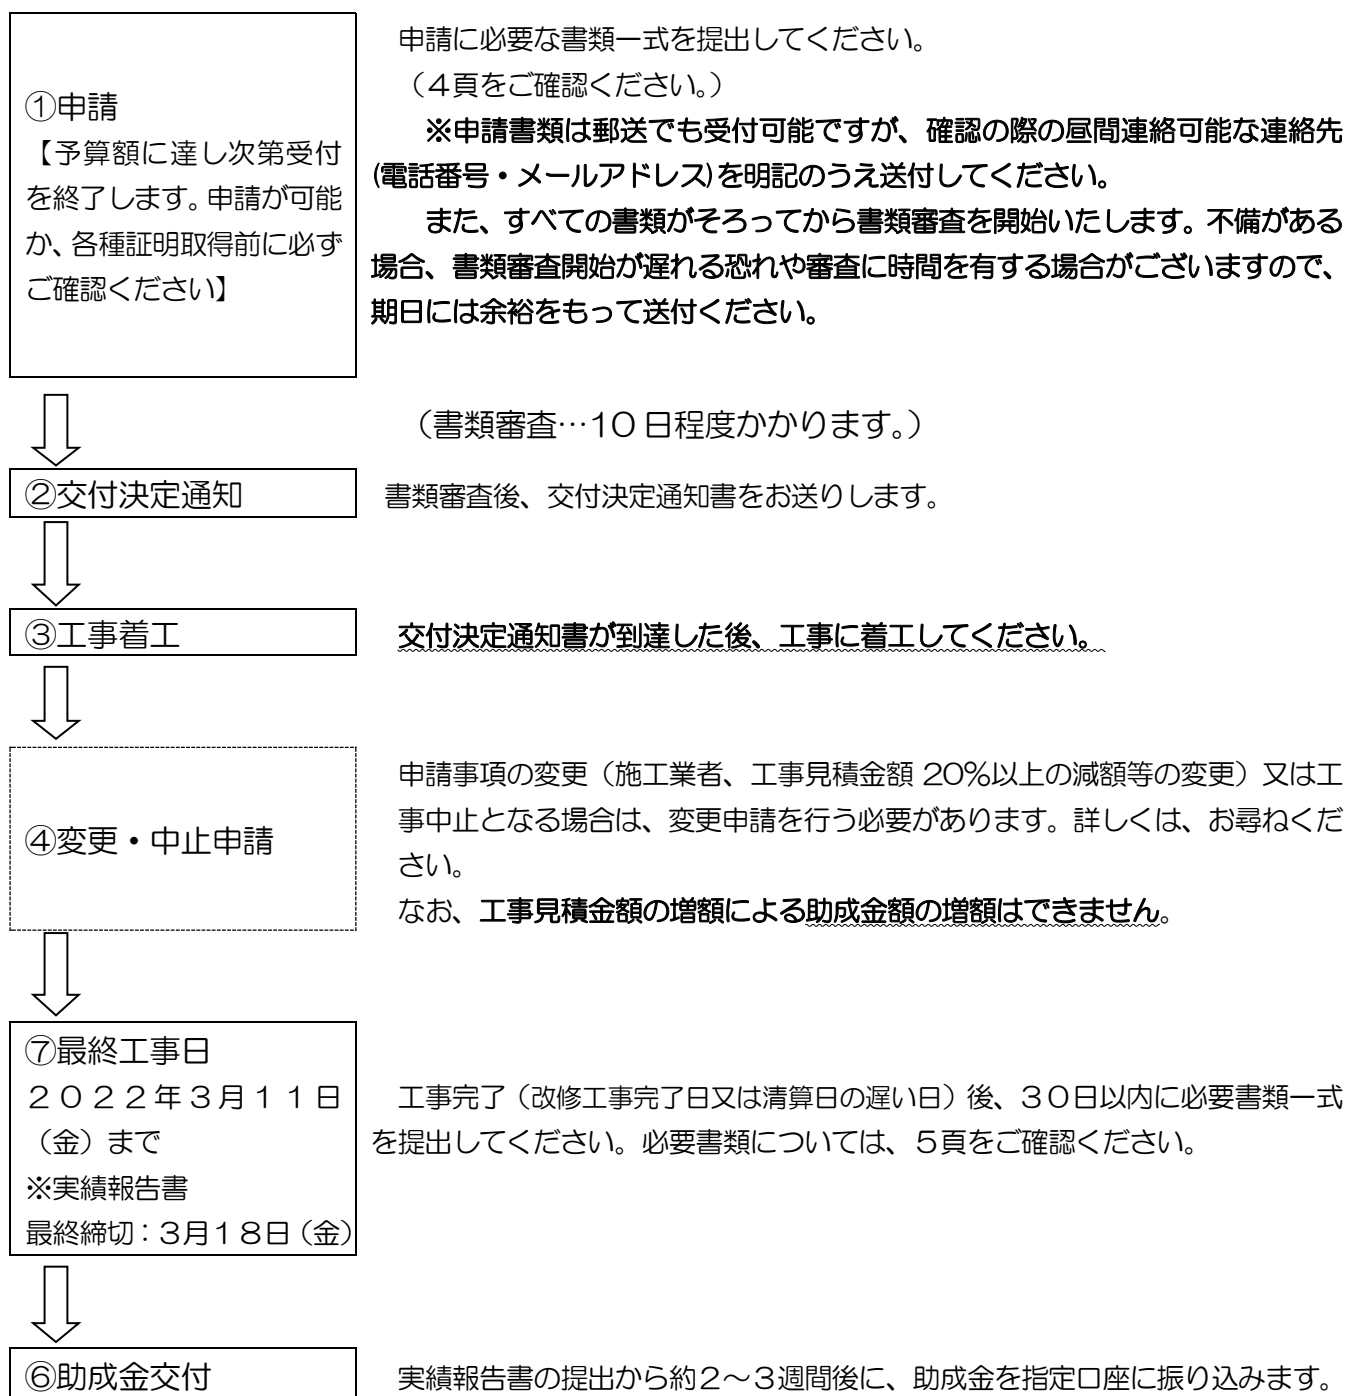 ①申請
【予算額に達し次第受付
を終了します。申請が可能
か、各種証明取得前に必ず
ご確認ください】
申請に必要な書類一式を提出してください。
（４頁をご確認ください。）
※申請書類は郵送でも受付可能ですが、確認の際の昼間連絡可能な連絡先
(電話番号・メールアドレス)を明記のうえ送付してください。
また、すべての書類がそろってから書類審査を開始いたします。不備がある
場合、書類審査開始が遅れる恐れや審査に時間を有する場合がございますので、
期日には余裕をもって送付ください。
（書類審査…10 日程度かかります。）
②交付決定通知
書類審査後、交付決定通知書をお送りします。
③工事着工
交付決定通知書が到達した後、工事に着工してください。
④変更・中止申請
申請事項の変更（施工業者、工事見積金額 20％以上の減額等の変更）又は工
事中止となる場合は、変更申請を行う必要があります。詳しくは、お尋ねくだ
さい。
なお、工事見積金額の増額による助成金額の増額はできません。
⑦最終工事日
２０２２年３月１１日
（金）まで
※実績報告書
最終締切：３月１８日（金）
工事完了（改修工事完了日又は清算日の遅い日）後、３０日以内に必要書類一式
を提出してください。必要書類については、５頁をご確認ください。
⑥助成金交付
実績報告書の提出から約２～３週間後に、助成金を指定口座に振り込みます。